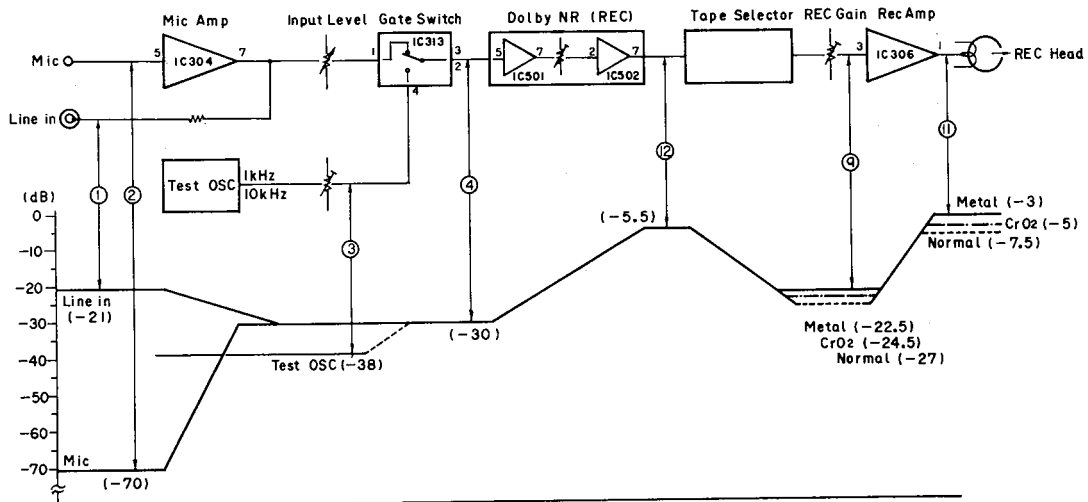 Mic Amp
Input Level
Gate Switch
Dolby NR (REC)
Tape Selector
REC Gain
Rec Amp
Mic
5
IC304
7
1
IC313
3
2
4
5
IC501
7
2
IC502
7
3
IC306
1
REC Head
Line in
Test OSC
1kHz
10kHz
1
2
3
4
12
9
11
(dB)
0
-10
-20
-30
-40
-50
-60
-70
Line in
(-21)
Test OSC (-38)
(-30)
(-5.5)
Metal (-3)
CrO2 (-5)
Normal (-7.5)
Metal (-22.5)
CrO2 (-24.5)
Normal (-27)
Mic
(-70)